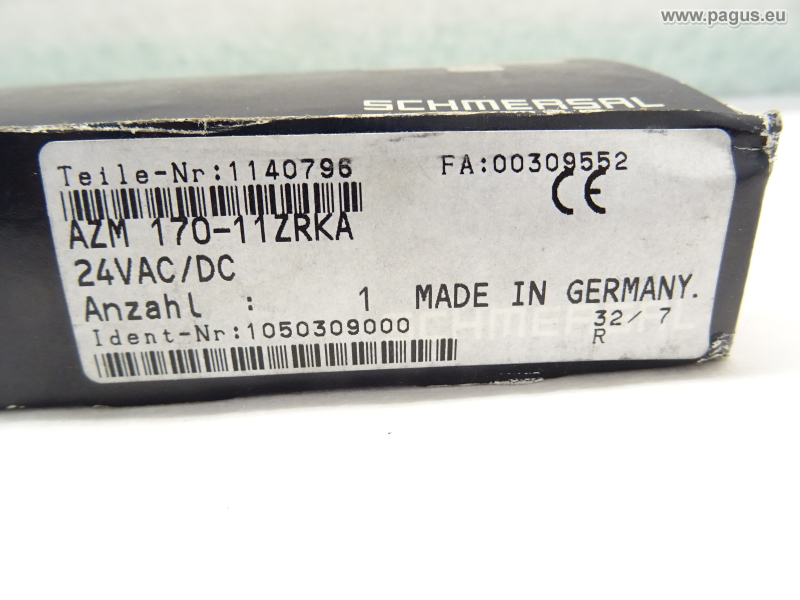 www.pagus.eu
SCHMERSAL
Teile-Nr:1140796 FA:00309552
CE
AZM 170-11ZRKA
24VAC/DC
Anzahl : 1 MADE IN GERMANY.
Ident-Nr:1050309000 32/ 7
R
SCHMERSAL